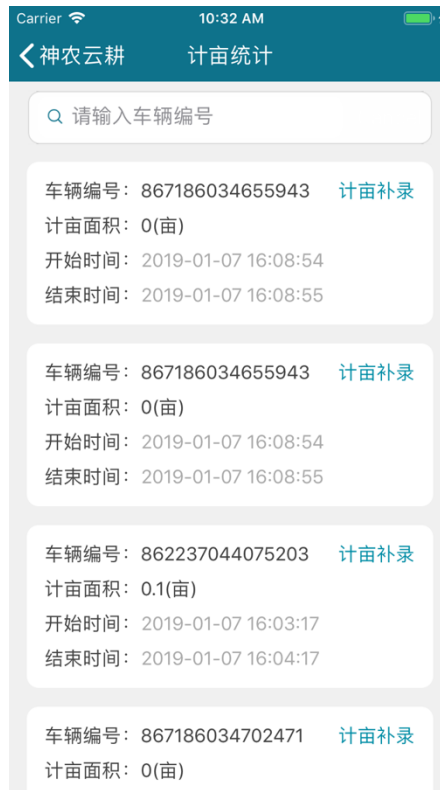 Carrier 10:32 AM
神农云耕 计亩统计
请输入车辆编号
车辆编号：867186034655943 计亩补录
计亩面积：0(亩)
开始时间：2019-01-07 16:08:54
结束时间：2019-01-07 16:08:55
车辆编号：867186034655943 计亩补录
计亩面积：0(亩)
开始时间：2019-01-07 16:08:54
结束时间：2019-01-07 16:08:55
车辆编号：862237044075203 计亩补录
计亩面积：0.1(亩)
开始时间：2019-01-07 16:03:17
结束时间：2019-01-07 16:04:17
车辆编号：867186034702471 计亩补录
计亩面积：0(亩)